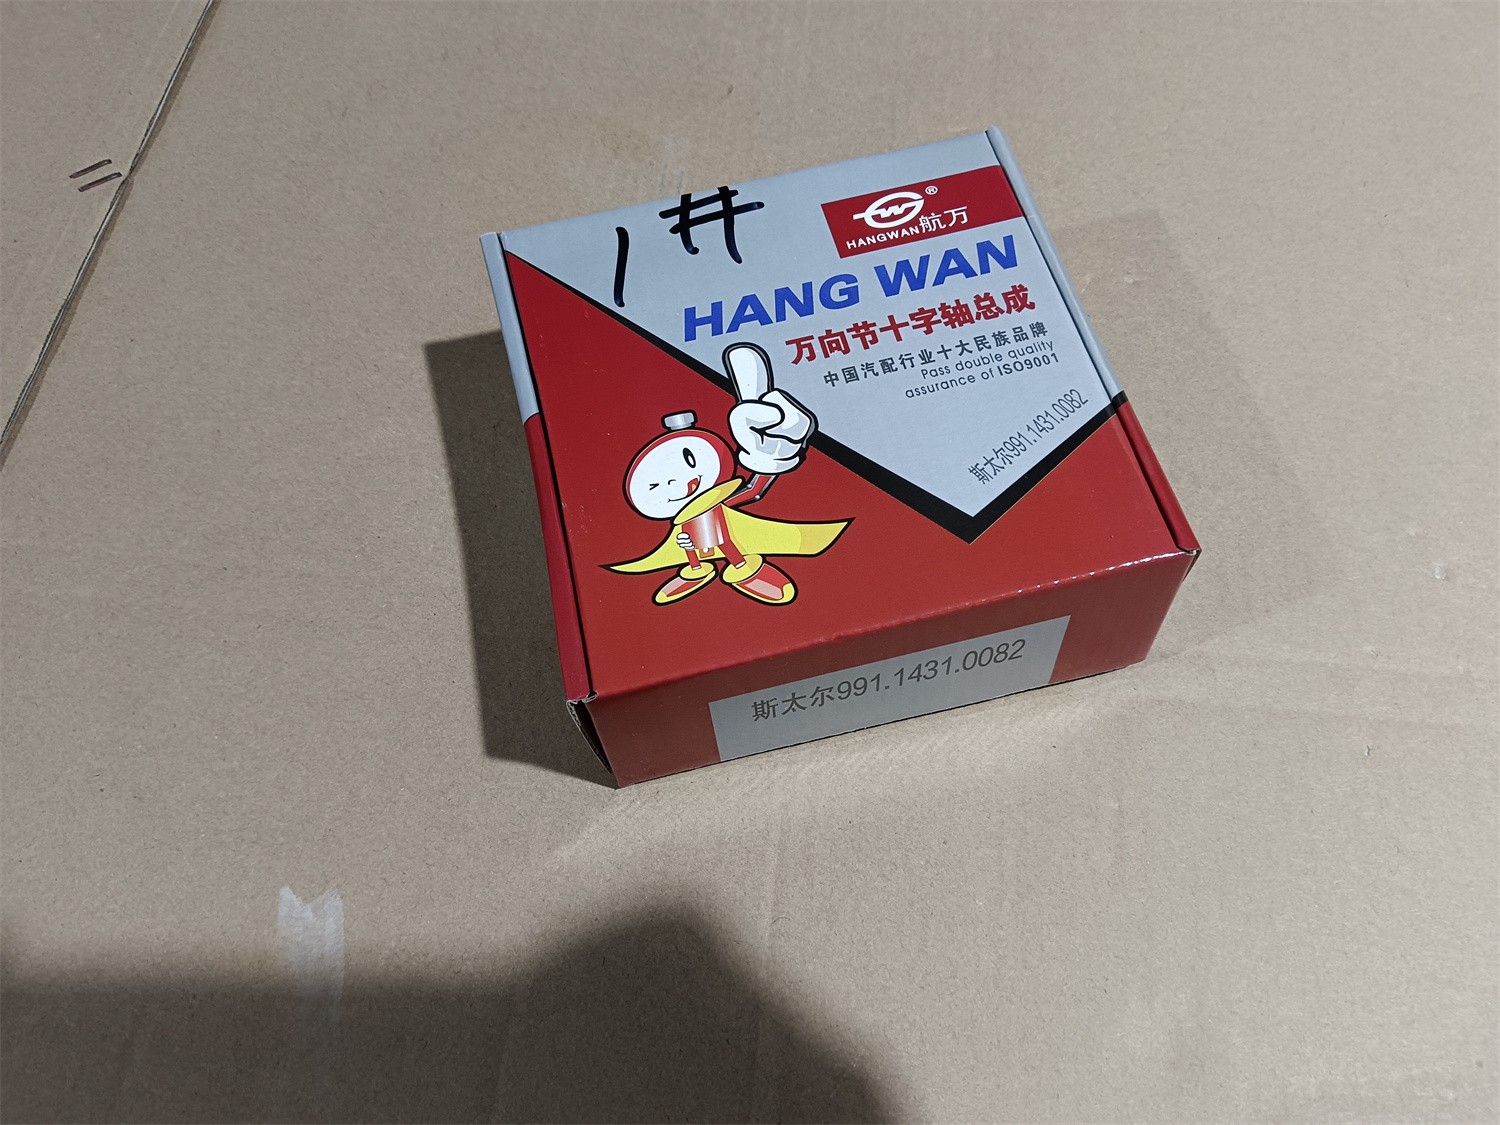 1#
HANGWAN航万®
HANG WAN
万向节十字轴总成
中国汽配行业十大民族品牌
Pass double quality
assurance of ISO9001
斯太尔991.1431.0082
斯太尔991.1431.0082